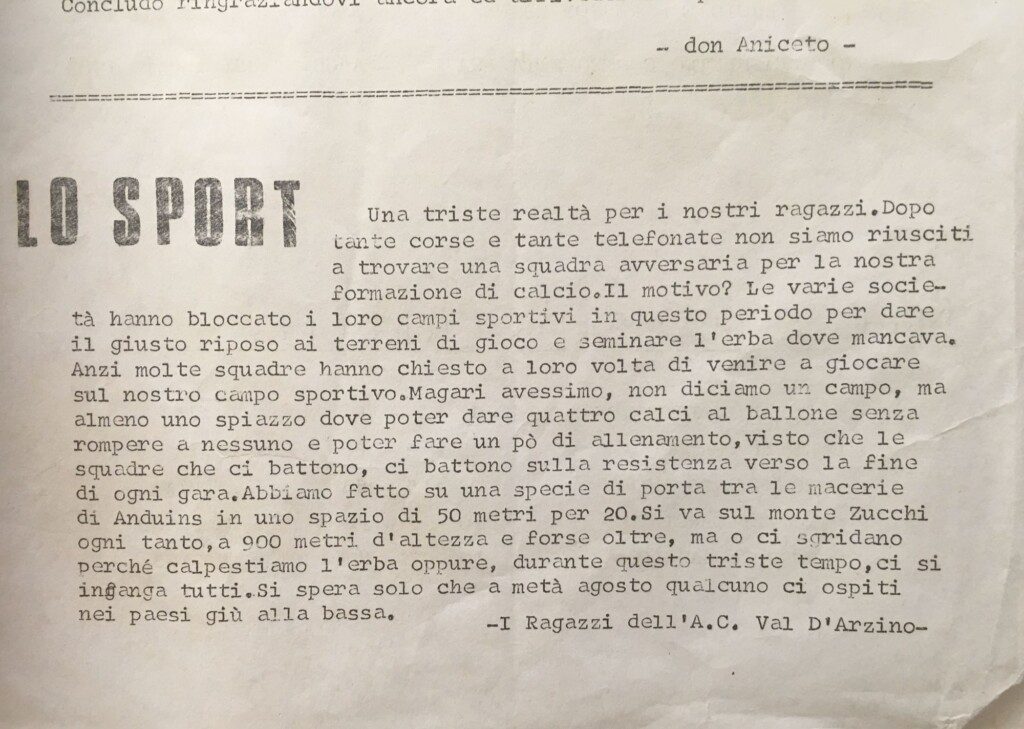 Concludo ringraziandovi ancora ed
- don Aniceto -
LO SPORT
Una triste realtà per i nostri ragazzi.Dopo
tante corse e tante telefonate non siamo riusciti
a trovare una squadra avversaria per la nostra
formazione di calcio.Il motivo? Le varie socie-
tà hanno bloccato i loro campi sportivi in questo periodo per dare
il giusto riposo ai terreni di gioco e seminare l'erba dove mancava.
Anzi molte squadre hanno chiesto a loro volta di venire a giocare
sul nostro campo sportivo.Magari avessimo, non diciamo un campo, ma
almeno uno spiazzo dove poter dare quattro calci al ballone senza
rompere a nessuno e poter fare un pò di allenamento,visto che le
squadre che ci battono, ci battono sulla resistenza verso la fine
di ogni gara.Abbiamo fatto su una specie di porta tra le macerie
di Anduins in uno spazio di 50 metri per 20.Si va sul monte Zucchi
ogni tanto,a 900 metri d'altezza e forse oltre, ma o ci sgridano
perché calpestiamo l'erba oppure, durante questo triste tempo,ci si
infanga tutti.Si spera solo che a metà agosto qualcuno ci ospiti
nei paesi giù alla bassa.
-I Ragazzi dell'A.C. Val D'Arzino-